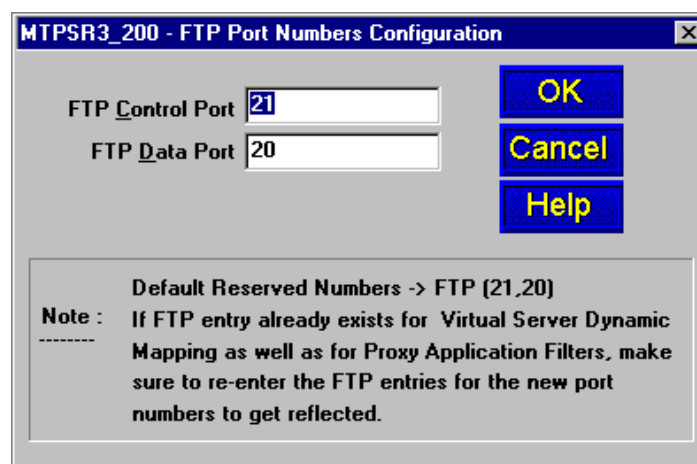 MTPSR3_200 - FTP Port Numbers Configuration
FTP Control Port 21
OK
FTP Data Port 20
Cancel
Help
Default Reserved Numbers -> FTP (21,20)
Note : If FTP entry already exists for Virtual Server Dynamic
--------
Mapping as well as for Proxy Application Filters, make
sure to re-enter the FTP entries for the new port
numbers to get reflected.